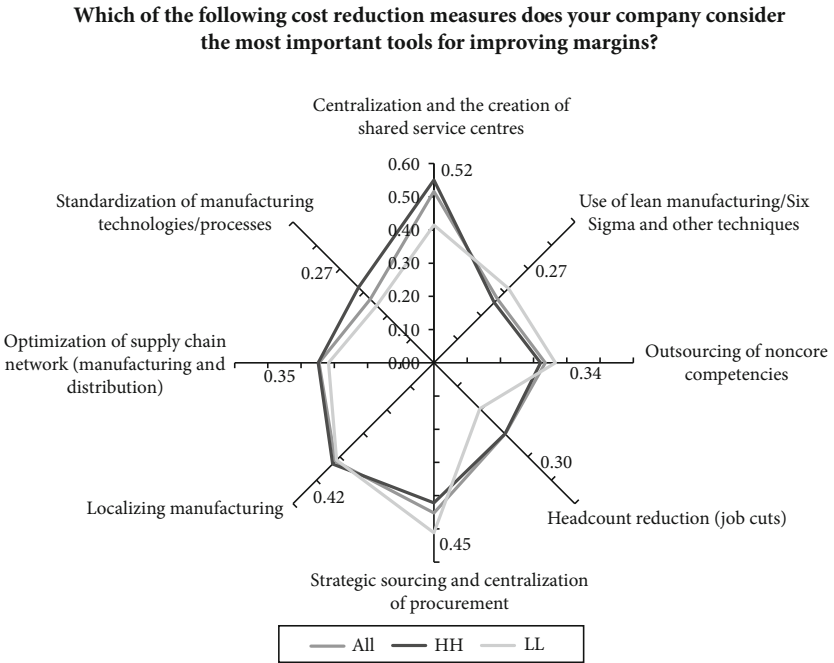 Which of the following cost reduction measures does your company consider
the most important tools for improving margins?
Centralization and the creation of
shared service centres
0.60
0.52
0.50
0.40
0.30
0.20
0.10
0.00
Standardization of manufacturing
technologies/processes
0.27
Use of lean manufacturing/Six
Sigma and other techniques
0.27
Optimization of supply chain
network (manufacturing and
distribution)
0.35
Outsourcing of noncore
competencies
0.34
Localizing manufacturing
0.42
0.30
Headcount reduction (job cuts)
0.45
Strategic sourcing and centralization
of procurement
All HH LL